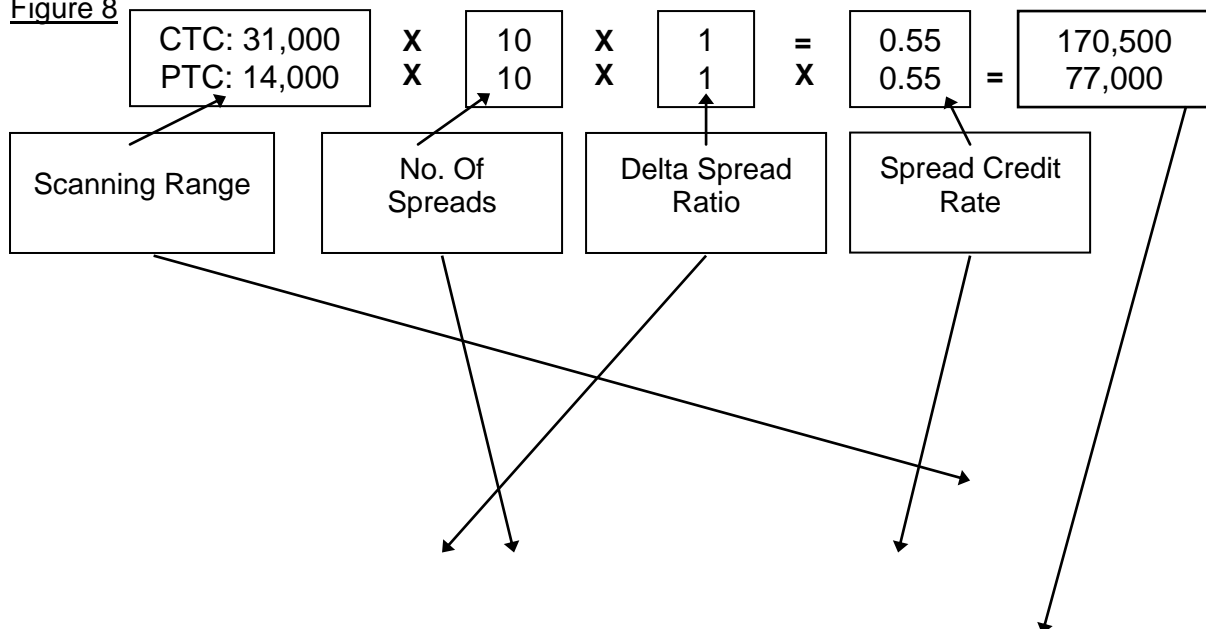 Figure 8
CTC: 31,000 X 10 X 1 = 0.55 170,500
PTC: 14,000 X 10 X 1 X 0.55 = 77,000
Scanning Range
No. Of
Spreads
Delta Spread
Ratio
Spread Credit
Rate